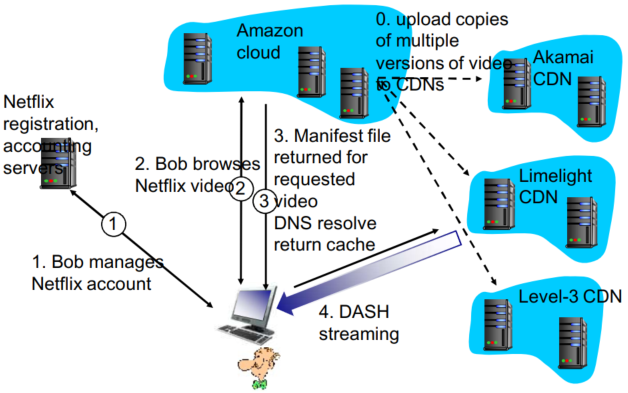 Amazon
cloud
0. upload copies
of multiple
versions of video
to CDNs
Akamai
CDN
Netflix
registration,
accounting
servers
2. Bob browses
Netflix video
2
3. Manifest file
returned for
requested
video
DNS resolve
return cache
3
Limelight
CDN
1
1. Bob manages
Netflix account
4. DASH
streaming
Level-3 CDN